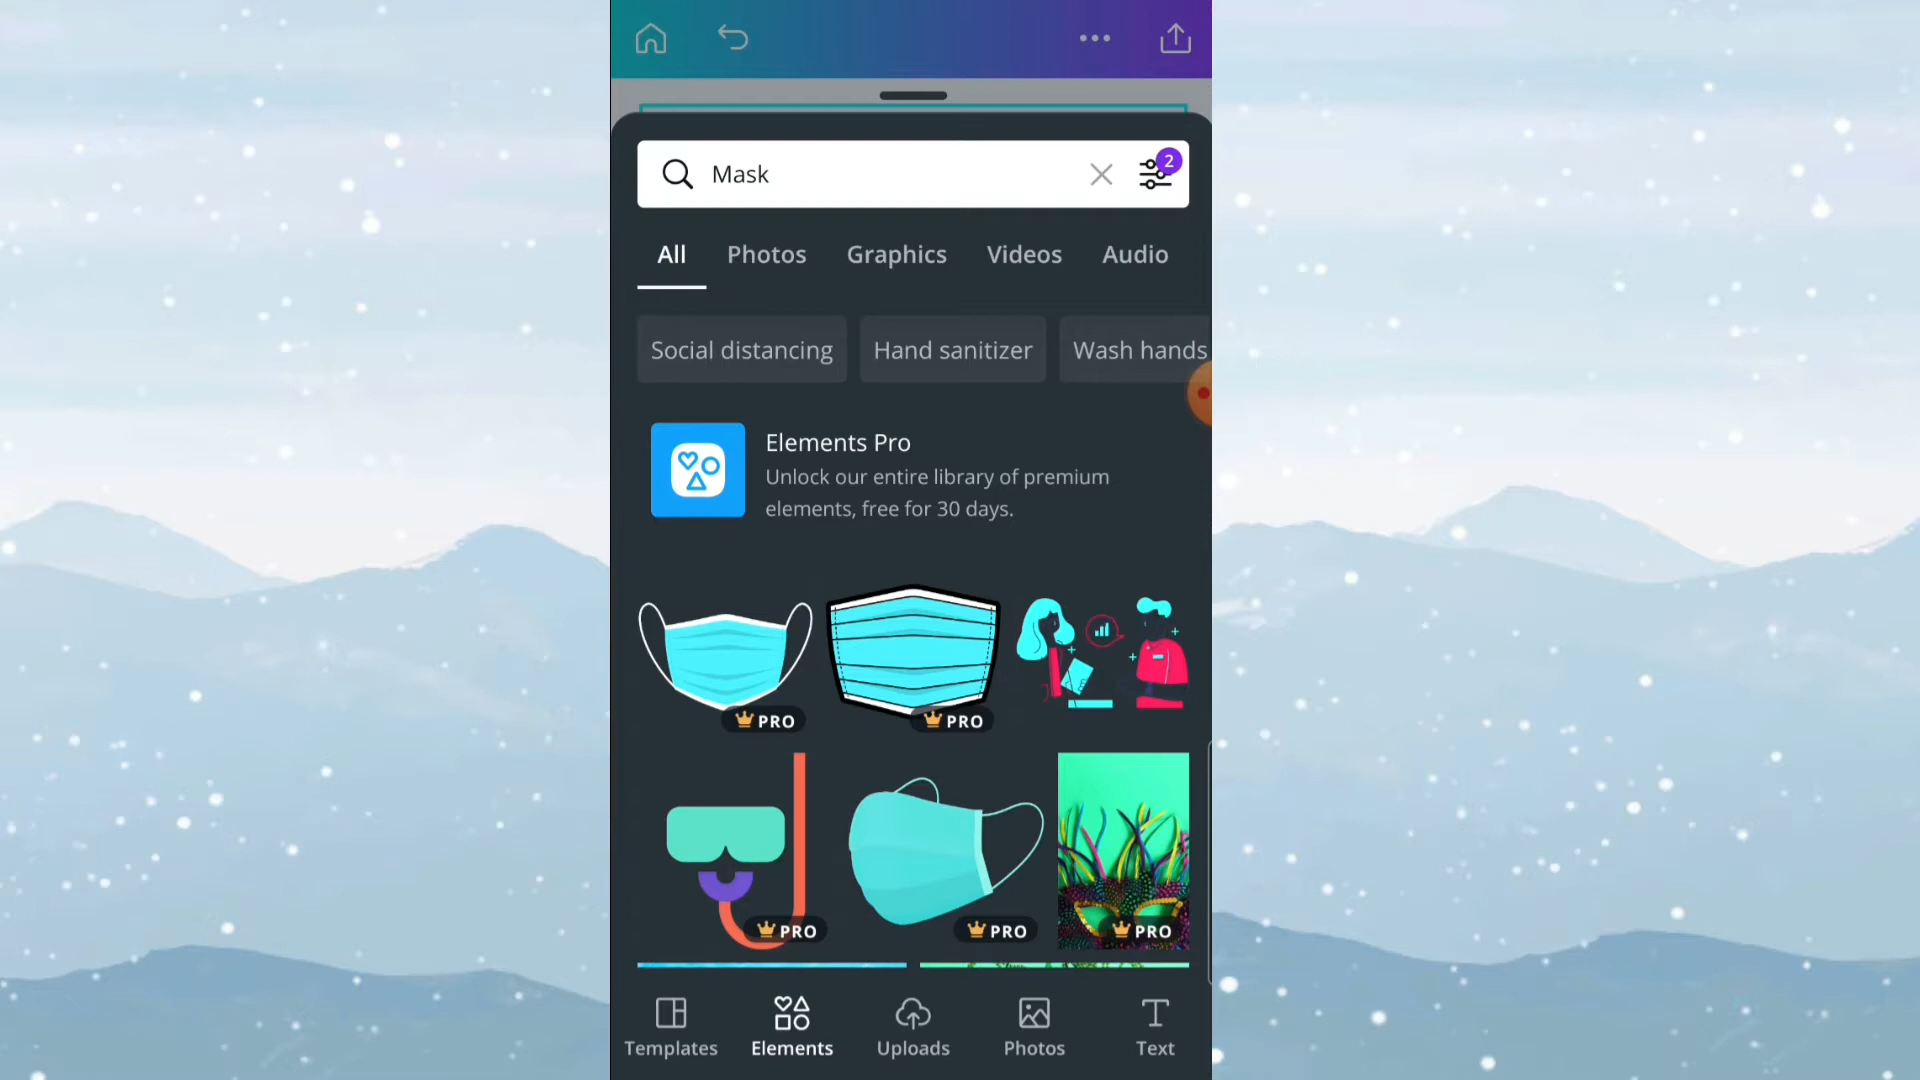 Mask
2
All Photos Graphics Videos Audio
Social distancing Hand sanitizer Wash hands
Elements Pro
Unlock our entire library of premium
elements, free for 30 days.
PRO PRO
PRO PRO PRO
Templates Elements Uploads Photos Text